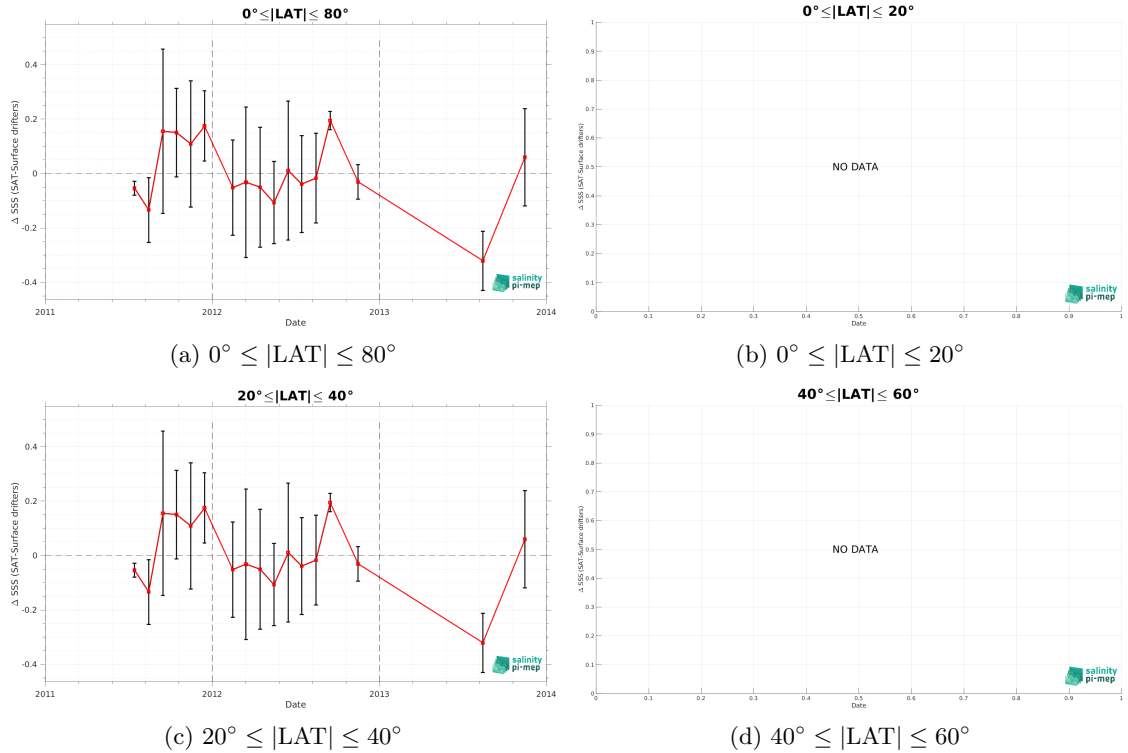 0°≤|LAT|≤ 80°
Δ SSS (SAT-Surface drifters)
0.4
0.2
0
-0.2
-0.4
2011 2012 2013 2014
Date
salinity
pi-mep
(a) 0° ≤ |LAT| ≤ 80°
0°≤|LAT|≤ 20°
Δ SSS (SAT-Surface drifters)
1
0.9
0.8
0.7
0.6
0.5
0.4
0.3
0.2
0.1
0
NO DATA
0 0.1 0.2 0.3 0.4 0.5 0.6 0.7 0.8 0.9 1
Date
salinity
pi-mep
(b) 0° ≤ |LAT| ≤ 20°
20°≤|LAT|≤ 40°
Δ SSS (SAT-Surface drifters)
0.4
0.2
0
-0.2
-0.4
2011 2012 2013 2014
Date
salinity
pi-mep
(c) 20° ≤ |LAT| ≤ 40°
40°≤|LAT|≤ 60°
Δ SSS (SAT-Surface drifters)
1
0.9
0.8
0.7
0.6
0.5
0.4
0.3
0.2
0.1
0
NO DATA
0 0.1 0.2 0.3 0.4 0.5 0.6 0.7 0.8 0.9 1
Date
salinity
pi-mep
(d) 40° ≤ |LAT| ≤ 60°